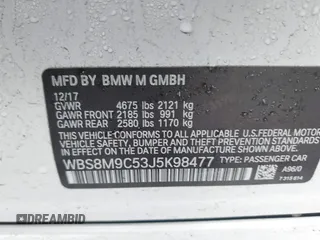 MFD BY BMW M GMBH
12/17
GVWR 4675 lbs 2121 kg
GAWR FRONT 2185 lbs 991 kg
GAWR REAR 2580 lbs 1170 kg
THIS VEHICLE CONFORMS TO ALL APPLICABLE U.S. FEDERAL MOTOR
VEHICLE SAFETY, BUMPER, AND THEFT PREVENTION STANDARDS IN
EFFECT ON THE DATE OF MANUFACTURE SHOWN ABOVE.
WBS8M9C53J5K98477 TYPE: PASSENGER CAR
A96/0
DREAMBID